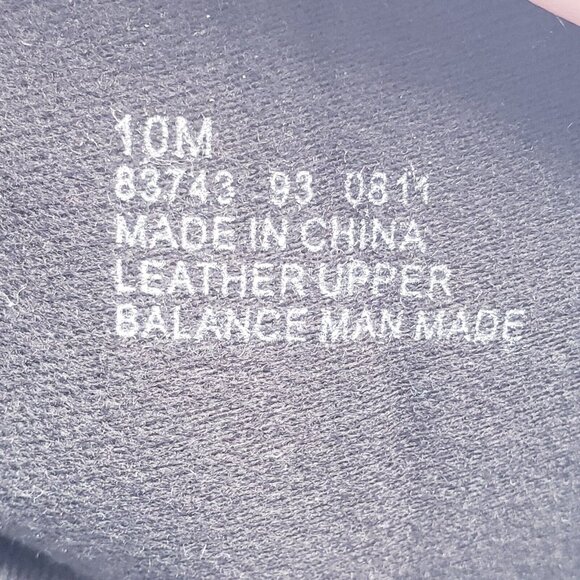 10M
83743 93 0811
MADE IN CHINA
LEATHER UPPER
BALANCE MAN MADE